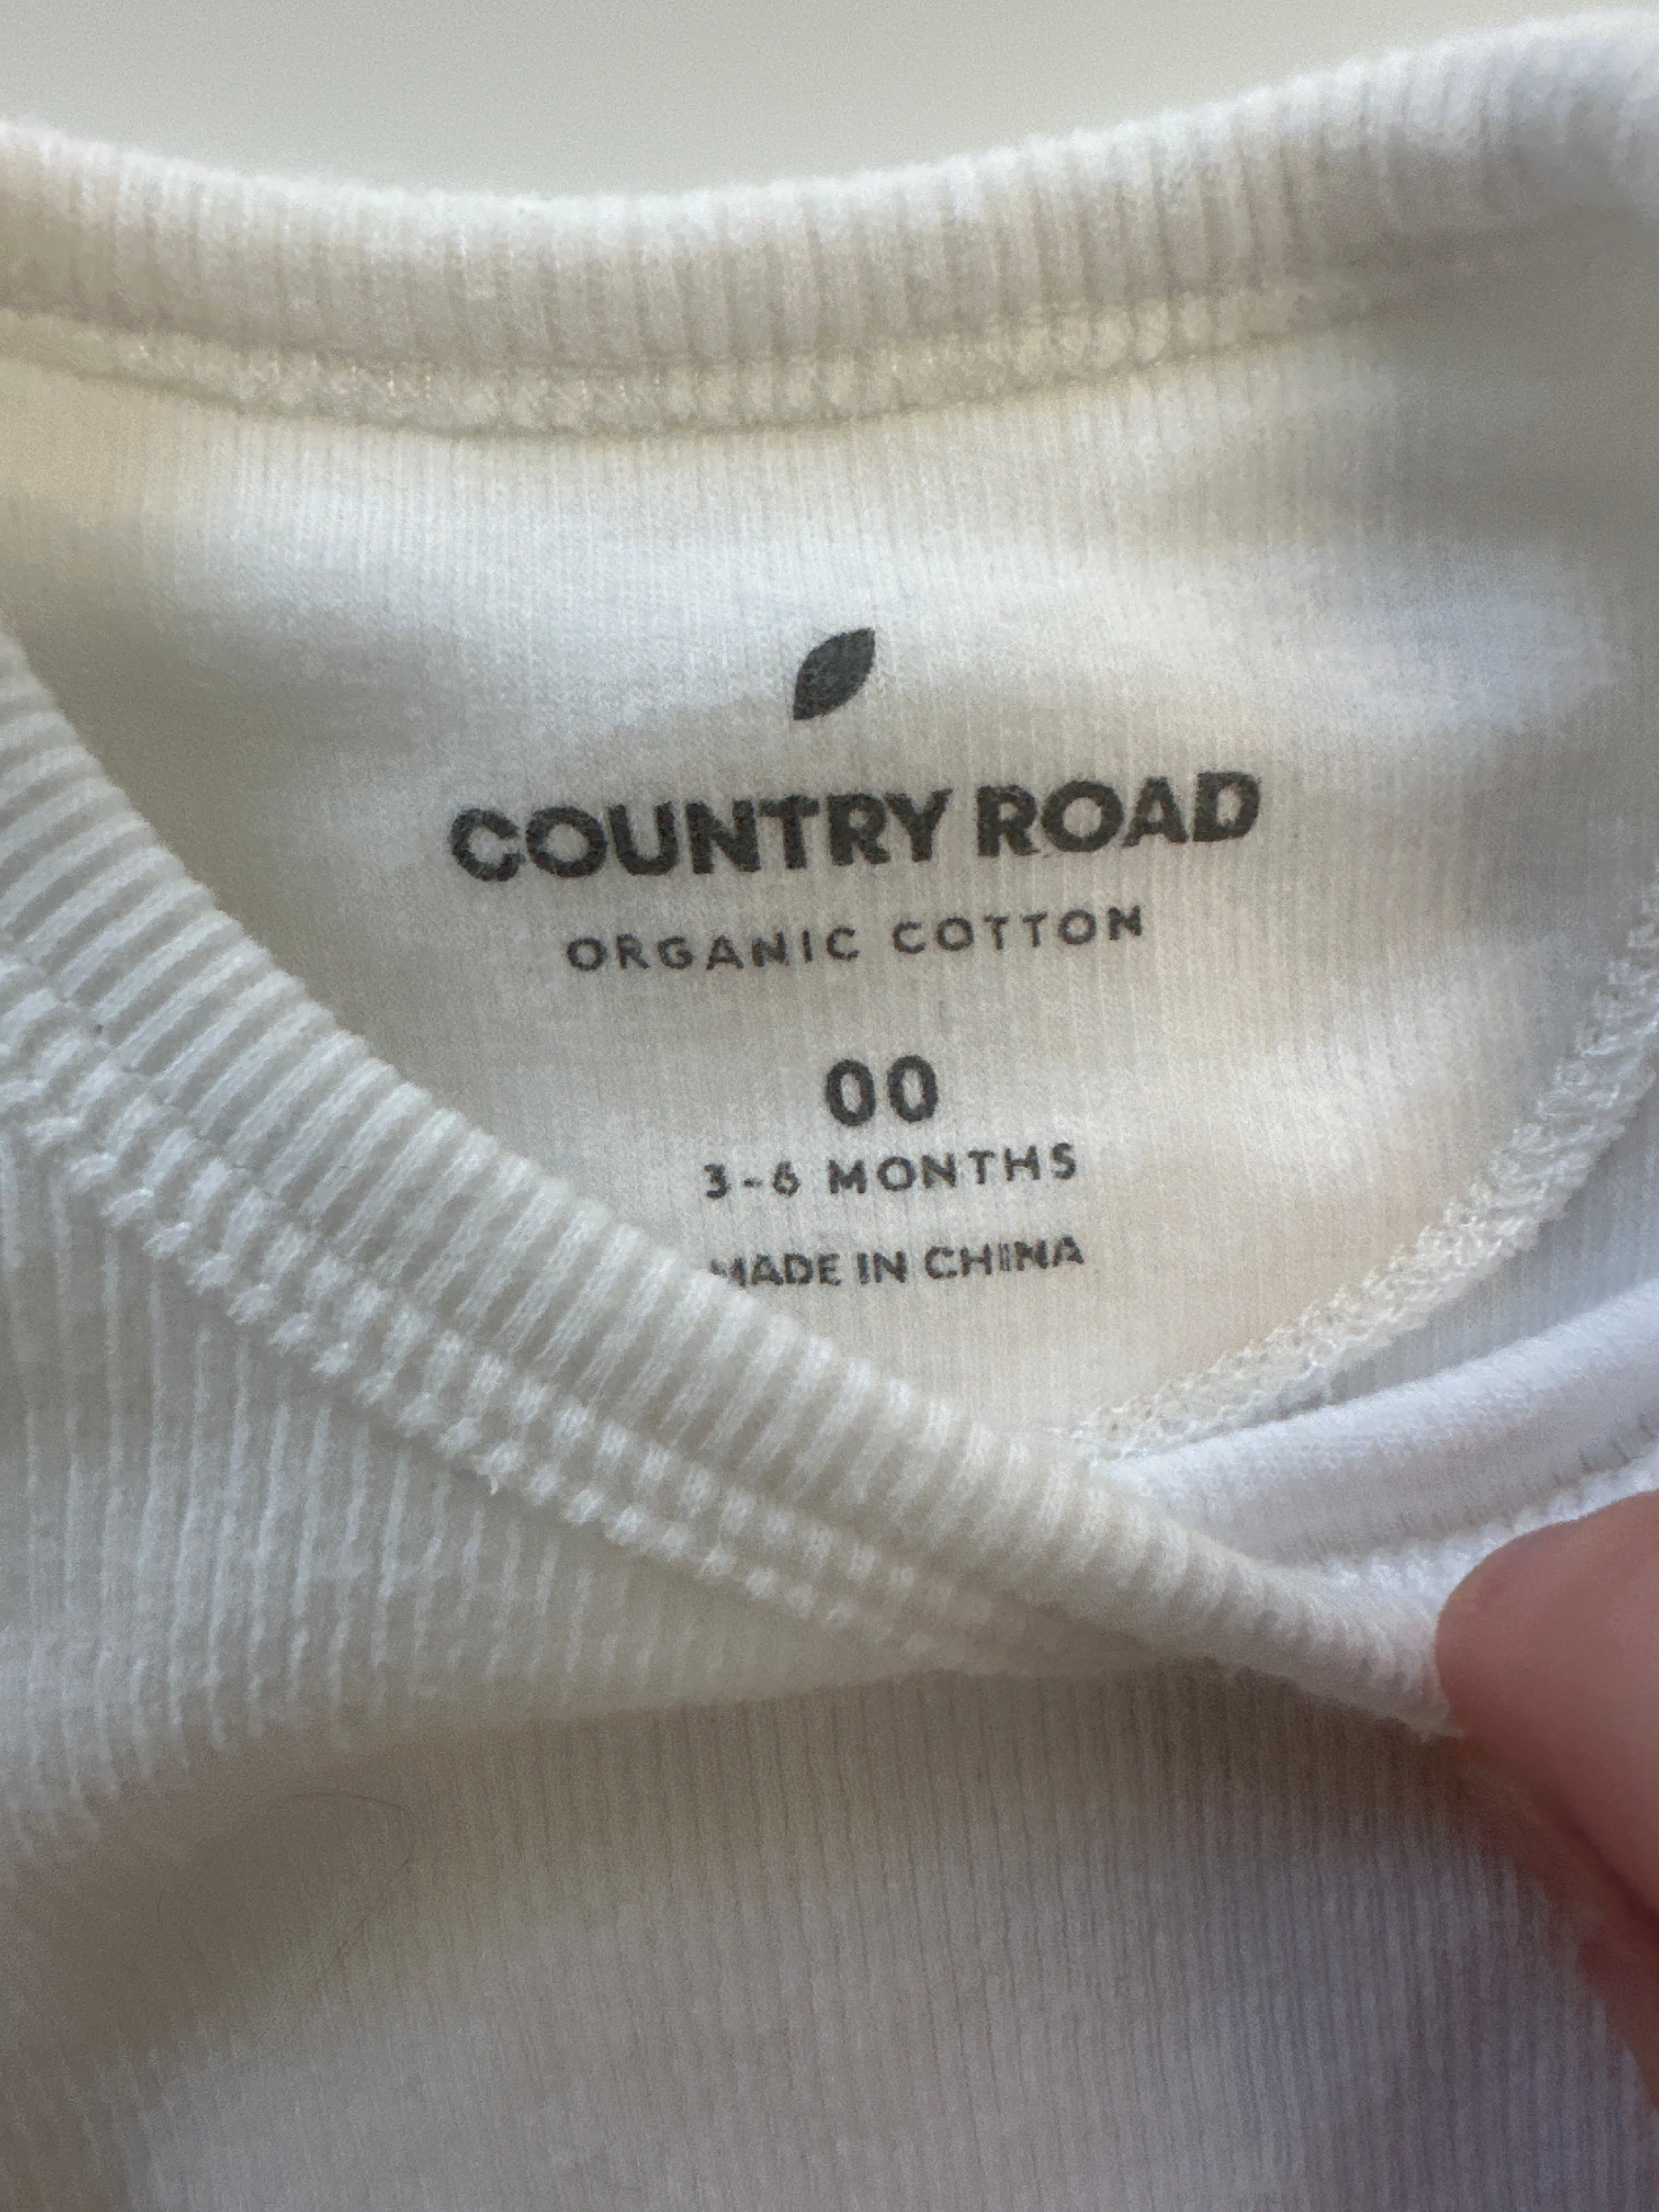 COUNTRY ROAD
ORGANIC COTTON
00
3-6 MONTHS
MADE IN CHINA